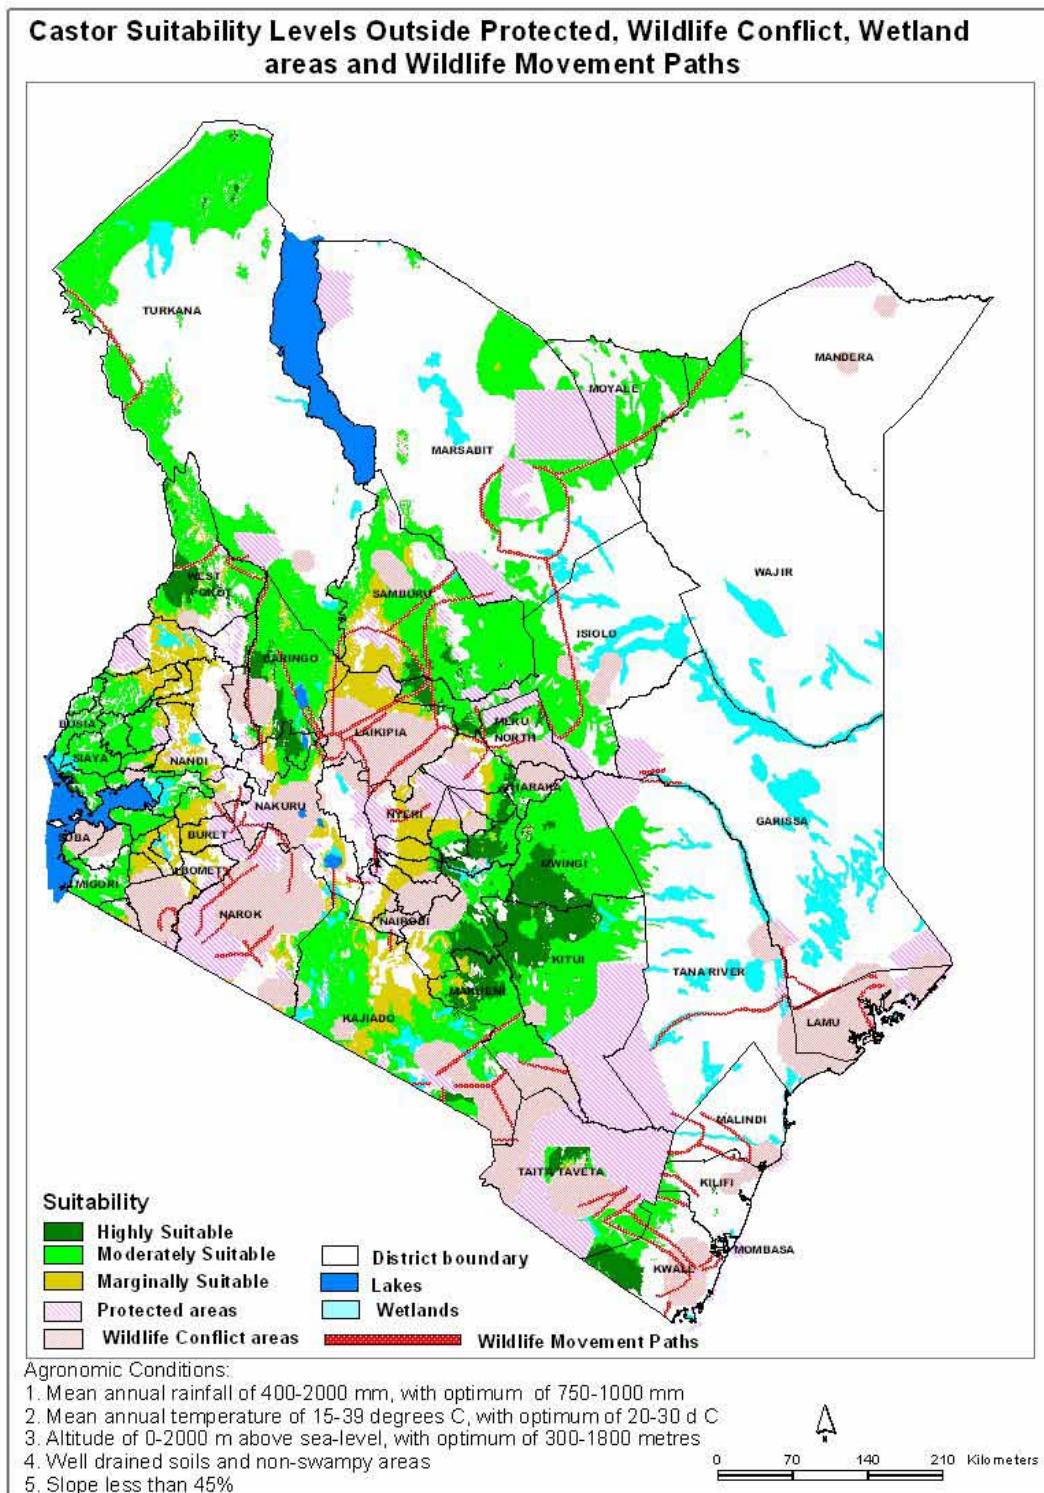 Castor Suitability Levels Outside Protected, Wildlife Conflict, Wetland
areas and Wildlife Movement Paths
TURKANA
MANDERA
MOYALE
MARSABIT
WAJIR
WEST
POKOT
SAMBURU
ISIOLO
BARINGO
MERU
NORTH
BUSIA
LAIKIPIA
SIAYA
NANDI
THARAKA
NAKURU
NYERI
GARISSA
SUBA
BURET
MWINGI
BOMET
MIGORI
NAROK
NAIROBI
KITUI
TANA RIVER
MAKUENI
KAJIADO
LAMU
MALINDI
TAITA TAVETA
KILIFI
MOMBASA
KWALE
Suitability
Highly Suitable
Moderately Suitable
Marginally Suitable
Protected areas
Wildlife Conflict areas
District boundary
Lakes
Wetlands
Wildlife Movement Paths
Agronomic Conditions:
1. Mean annual rainfall of 400-2000 mm, with optimum of 750-1000 mm
2. Mean annual temperature of 15-39 degrees C, with optimum of 20-30 d C
3. Altitude of 0-2000 m above sea-level, with optimum of 300-1800 metres
4. Well drained soils and non-swampy areas
5. Slope less than 45%
N
0 70 140 210 Kilometers